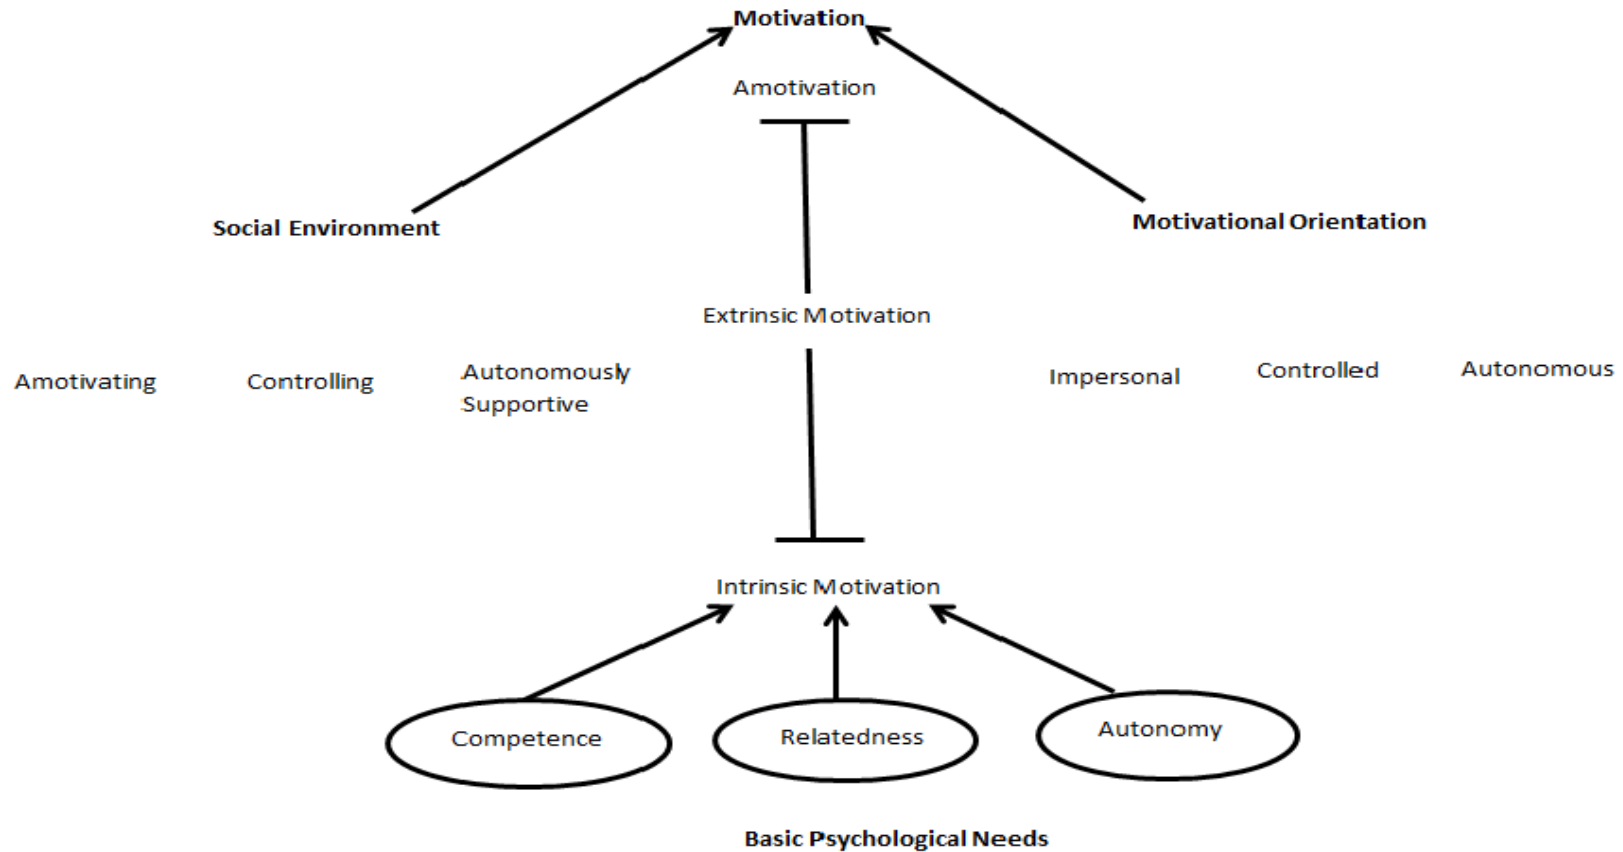 Motivation
Amotivation
Social Environment
Motivational Orientation
Extrinsic Motivation
Amotivating
Controlling
Autonomously
Supportive
Impersonal
Controlled
Autonomous
Intrinsic Motivation
Competence
Relatedness
Autonomy
Basic Psychological Needs